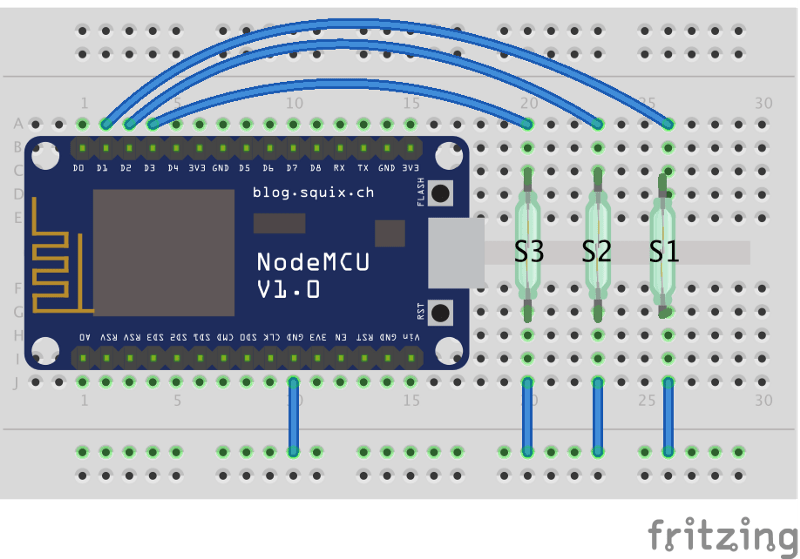 1 5 10 15 20 25 30
A
B
D0 D1 D2 D3 D4 3V3 GND D5 D6 D7 D8 RX TX GND 3V3
C
D
E
blog.squix.ch
FLASH
NodeMCU
V1.0
S3 S2 S1
F
G
RST
H
A0 RSV RSV SD3 SD2 SD1 CMD SD0 CLK GND 3V3 EN RST GND Vin
I
J
1 5 10 15 20 25 30
fritzing